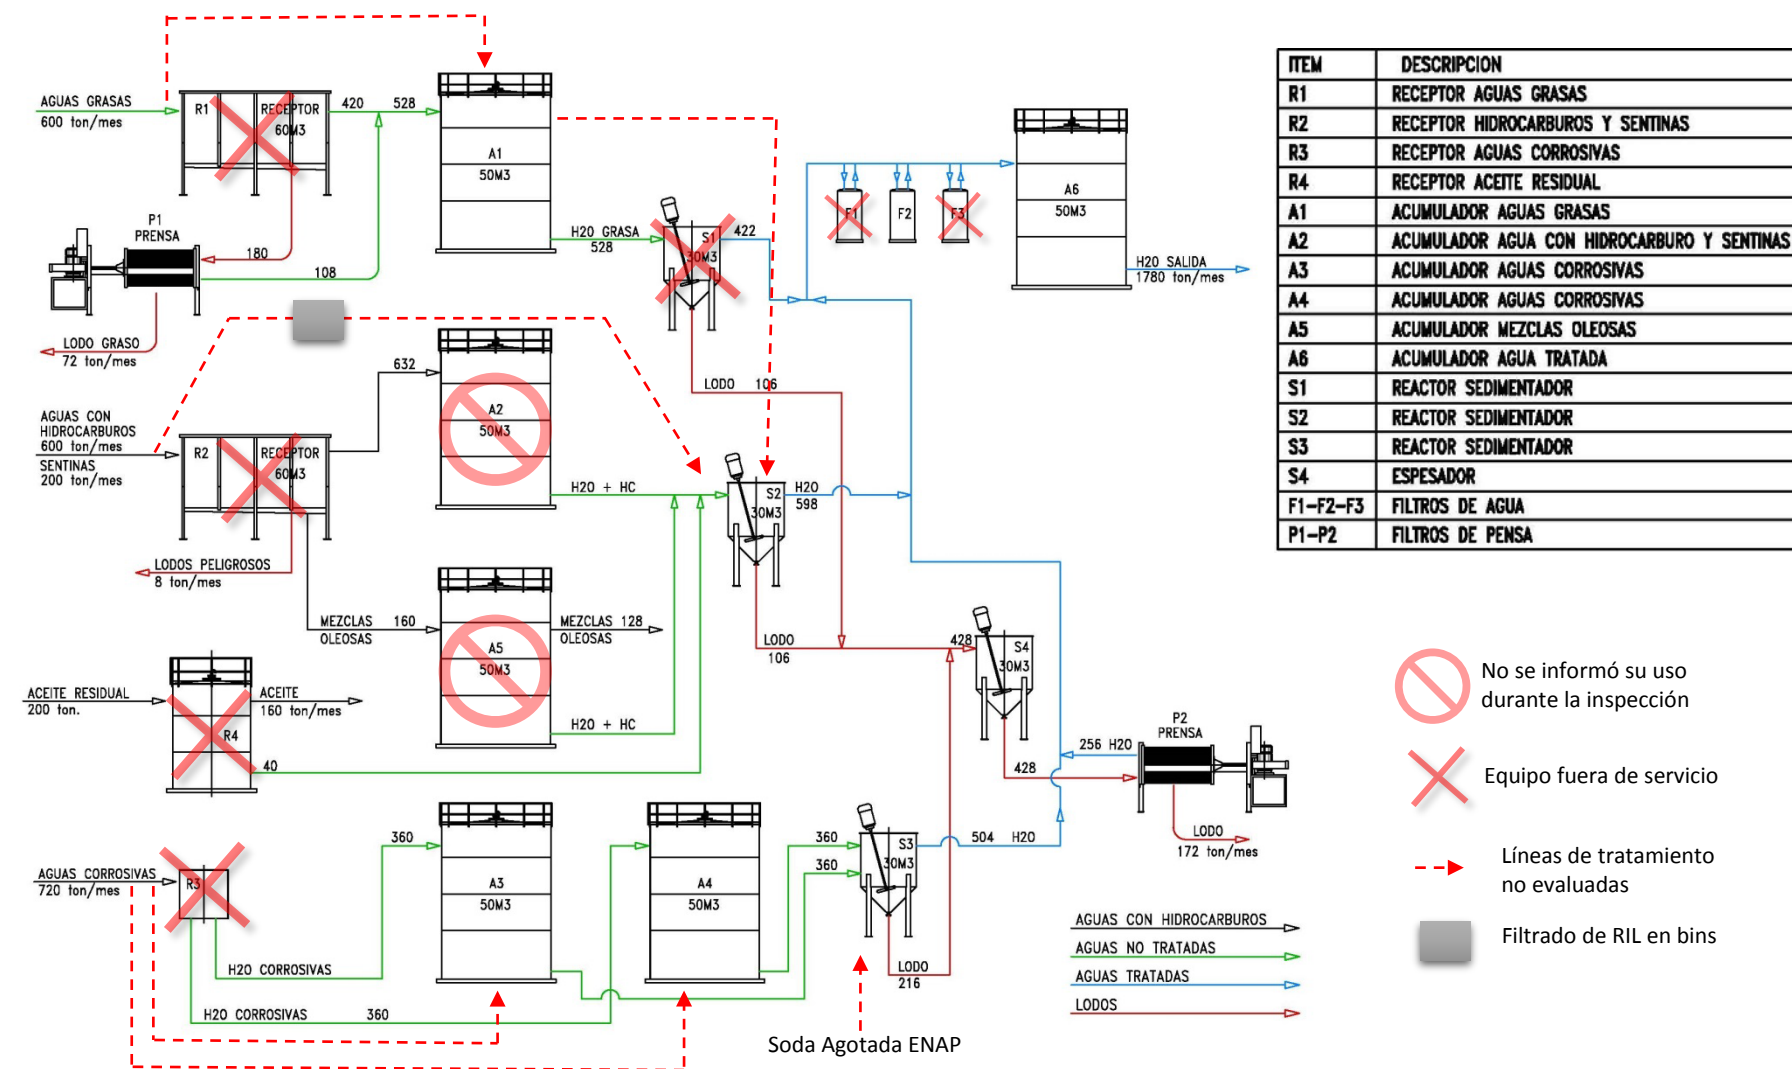 AGUAS GRASAS
600 ton/mes
R1
RECEPTOR
60M3
420
528
A1
50M3
P1
PRENSA
180
108
LODO GRASO
72 ton/mes
H2O GRASA
528
S1
30M3
422
LODO 106
F1
F2
F3
A6
50M3
H2O SALIDA
1780 ton/mes
AGUAS CON
HIDROCARBUROS
600 ton/mes
SENTINAS
200 ton/mes
R2
RECEPTOR
60M3
632
A2
50M3
H2O + HC
LODOS PELIGROSOS
8 ton/mes
MEZCLAS 160
OLEOSAS
A5
50M3
MEZCLAS 128
OLEOSAS
H2O + HC
S2
30M3
H2O
598
LODO
106
ACEITE RESIDUAL
200 ton.
R4
ACEITE
160 ton/mes
40
428
S4
30M3
428
P2
PRENSA
256 H2O
LODO
172 ton/mes
AGUAS CORROSIVAS
720 ton/mes
R3
360
A3
50M3
A4
50M3
360
360
S3
30M3
504 H2O
LODO
216
H2O CORROSIVAS
H2O CORROSIVAS 360
Soda Agotada ENAP
ITEM DESCRIPCION
R1 RECEPTOR AGUAS GRASAS
R2 RECEPTOR HIDROCARBUROS Y SENTINAS
R3 RECEPTOR AGUAS CORROSIVAS
R4 RECEPTOR ACEITE RESIDUAL
A1 ACUMULADOR AGUAS GRASAS
A2 ACUMULADOR AGUA CON HIDROCARBURO Y SENTINAS
A3 ACUMULADOR AGUAS CORROSIVAS
A4 ACUMULADOR AGUAS CORROSIVAS
A5 ACUMULADOR MEZCLAS OLEOSAS
A6 ACUMULADOR AGUA TRATADA
S1 REACTOR SEDIMENTADOR
S2 REACTOR SEDIMENTADOR
S3 REACTOR SEDIMENTADOR
S4 ESPESADOR
F1-F2-F3 FILTROS DE AGUA
P1-P2 FILTROS DE PENSA
No se informó su uso
durante la inspección
Equipo fuera de servicio
Líneas de tratamiento
no evaluadas
Filtrado de RIL en bins
AGUAS CON HIDROCARBUROS
AGUAS NO TRATADAS
AGUAS TRATADAS
LODOS